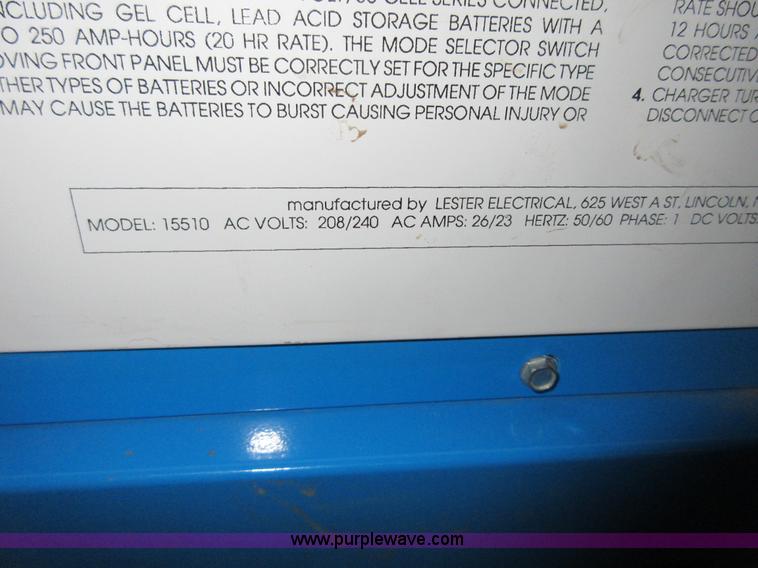 SERIES CONNECTED,
INCLUDING GEL CELL, LEAD ACID STORAGE BATTERIES WITH A
TO 250 AMP-HOURS (20 HR RATE). THE MODE SELECTOR SWITCH
OVING FRONT PANEL MUST BE CORRECTLY SET FOR THE SPECIFIC TYPE
THER TYPES OF BATTERIES OR INCORRECT ADJUSTMENT OF THE MODE
MAY CAUSE THE BATTERIES TO BURST CAUSING PERSONAL INJURY OR
RATE SHOU
12 HOURS
CORRECTED
CONSECUTIV
4. CHARGER TUR
DISCONNECT
manufactured by LESTER ELECTRICAL, 625 WEST A ST, LINCOLN,
MODEL: 15510 AC VOLTS: 208/240 AC AMPS: 26/23 HERTZ: 50/60 PHASE: 1 DC VOLTS:
www.purplewave.com